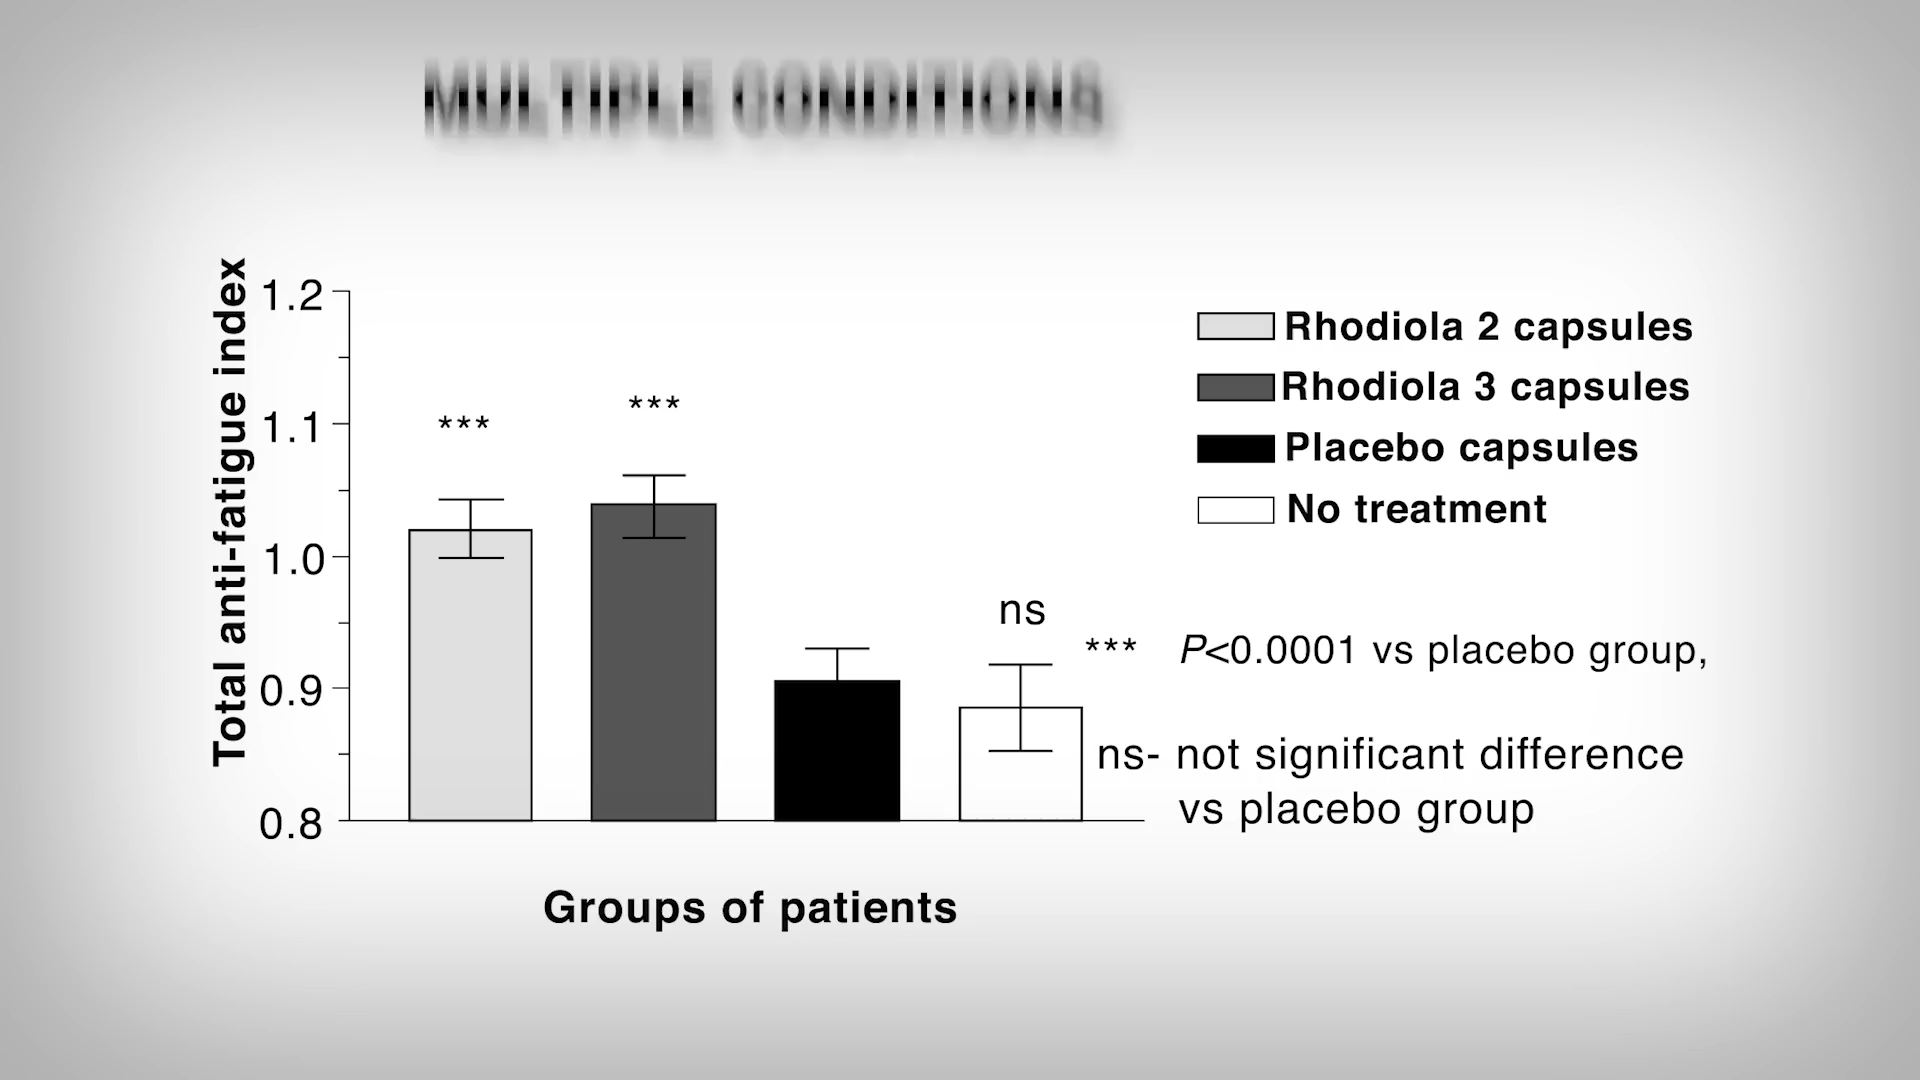 MULTIPLE CONDITIONS
Total anti-fatigue index
1.2
1.1
1.0
0.9
0.8
***
***
ns
Groups of patients
Rhodiola 2 capsules
Rhodiola 3 capsules
Placebo capsules
No treatment
*** P<0.0001 vs placebo group,
ns- not significant difference
vs placebo group